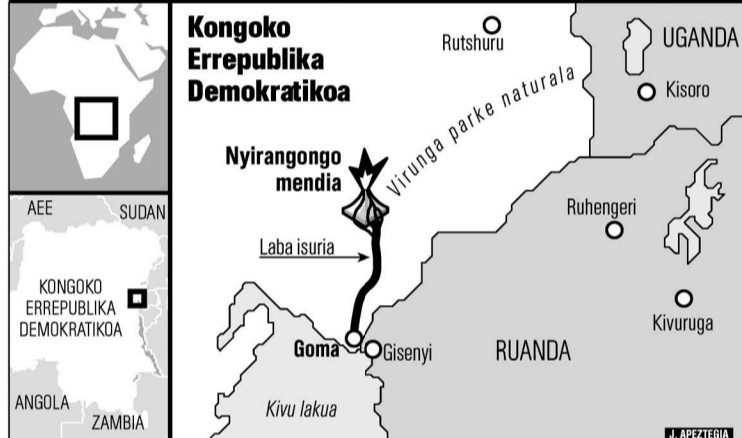 AEE
SUDAN
KONGOKO
ERREPUBLIKA
DEMOKRATIKOA
ANGOLA
ZAMBIA
Kongoko
Errepublika
Demokratikoa
Rutshuru
UGANDA
Kisoro
Virunga parke naturala
Nyirangongo
mendia
Ruhengeri
Laba isuria
Kivuruga
Goma
Gisenyi
RUANDA
Kivu lakua
J. APEZTEGIA